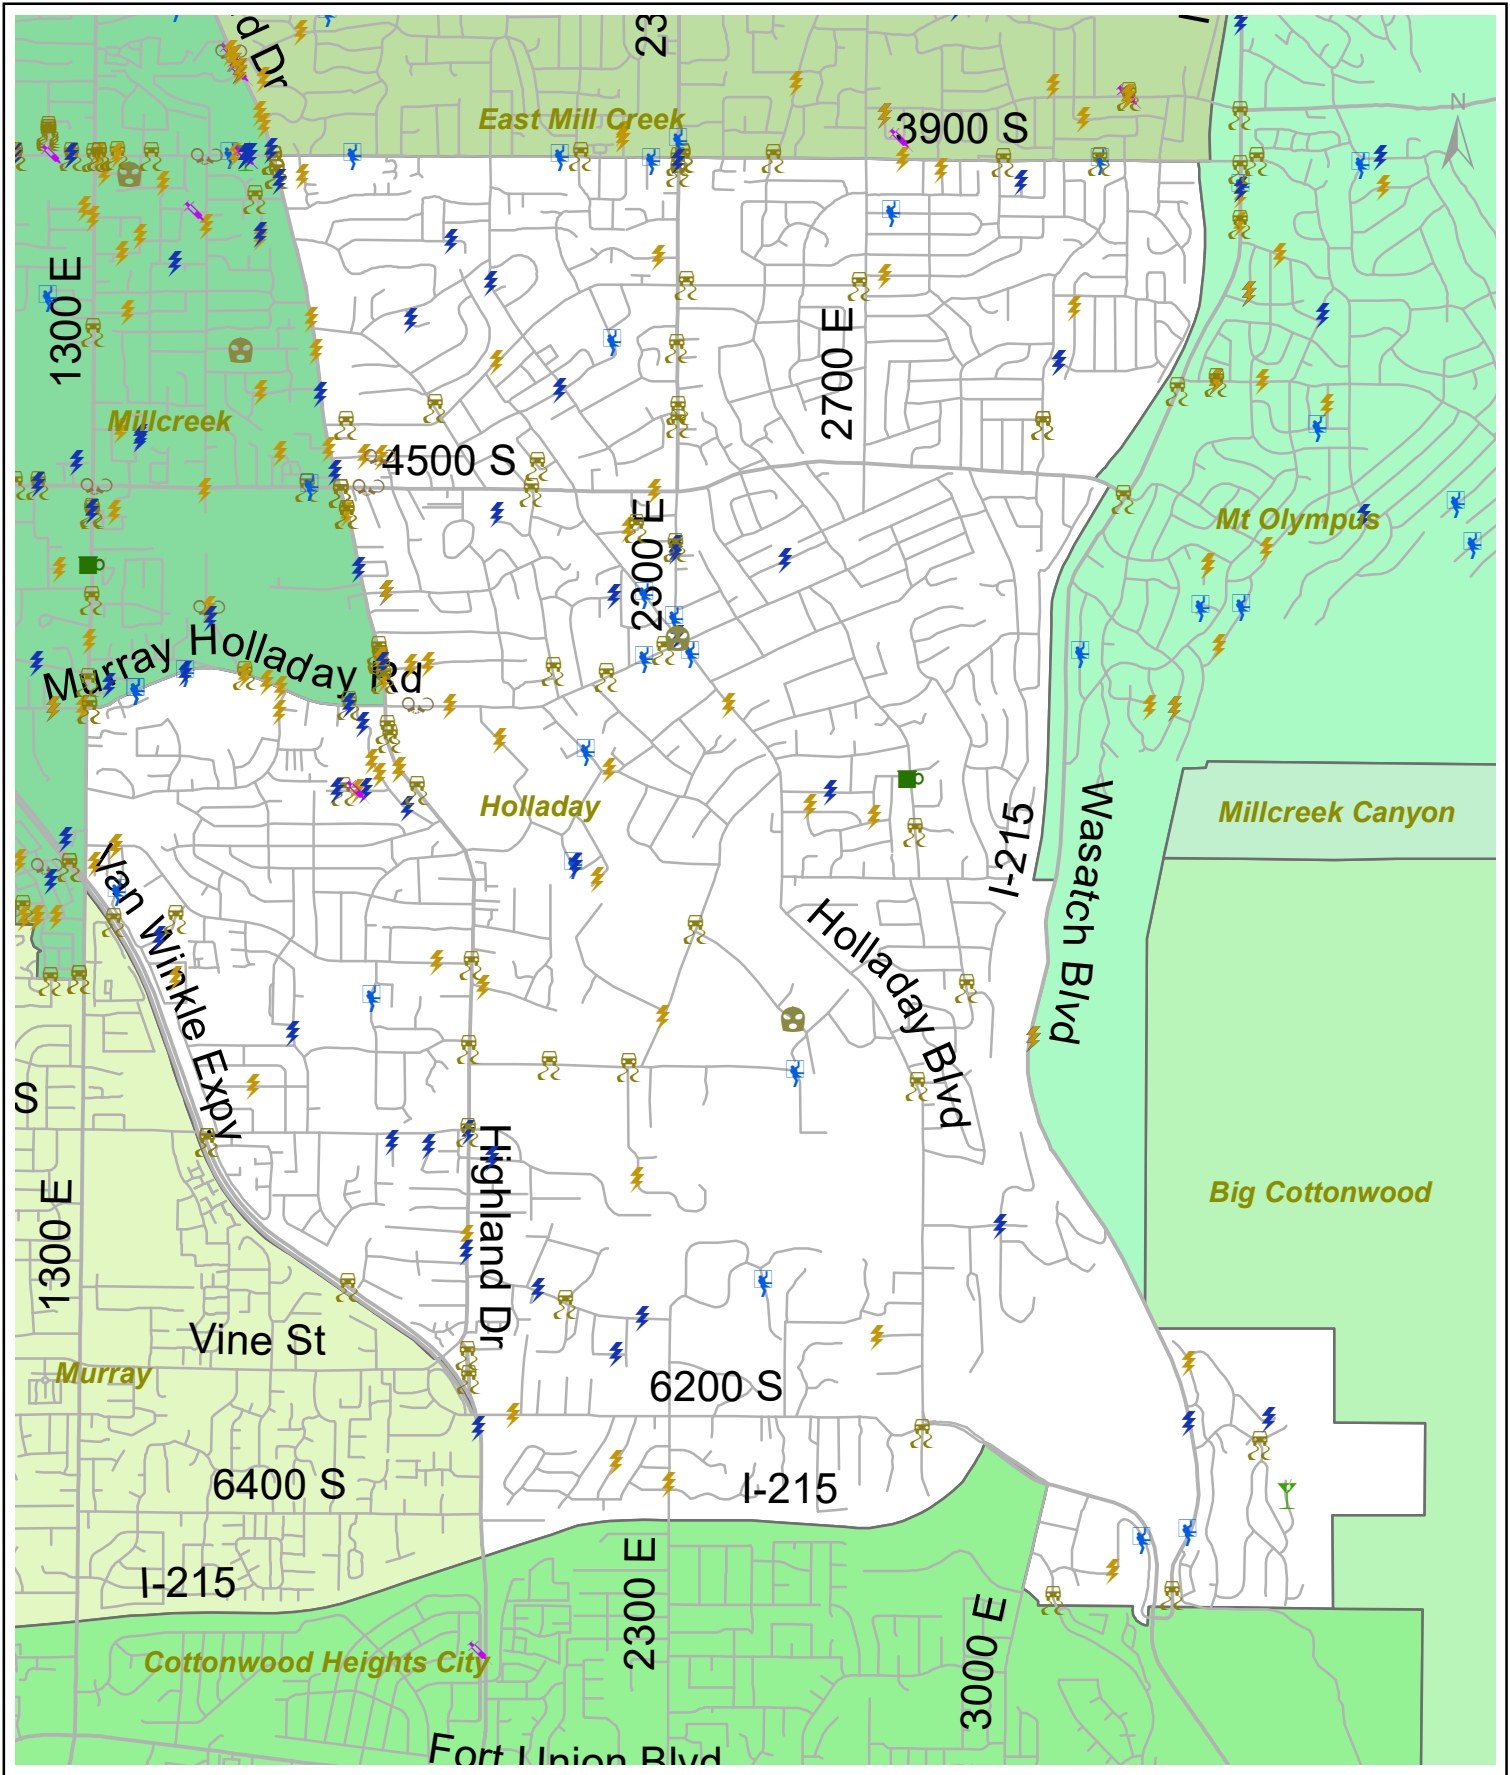 d Dr
23
N
East Mill Creek
3900 S
1300 E
2700 E
Millcreek
4500 S
2300 E
Mt Olympus
Murray Holladay Rd
Holladay
I-215
Wasatch Blvd
Millcreek Canyon
Van Winkle Expy
Holladay Blvd
S
Highland Dr
1300 E
Big Cottonwood
Vine St
Murray
6200 S
6400 S
I-215
I-215
2300 E
3000 E
Cottonwood Heights City
Fort Union Blvd